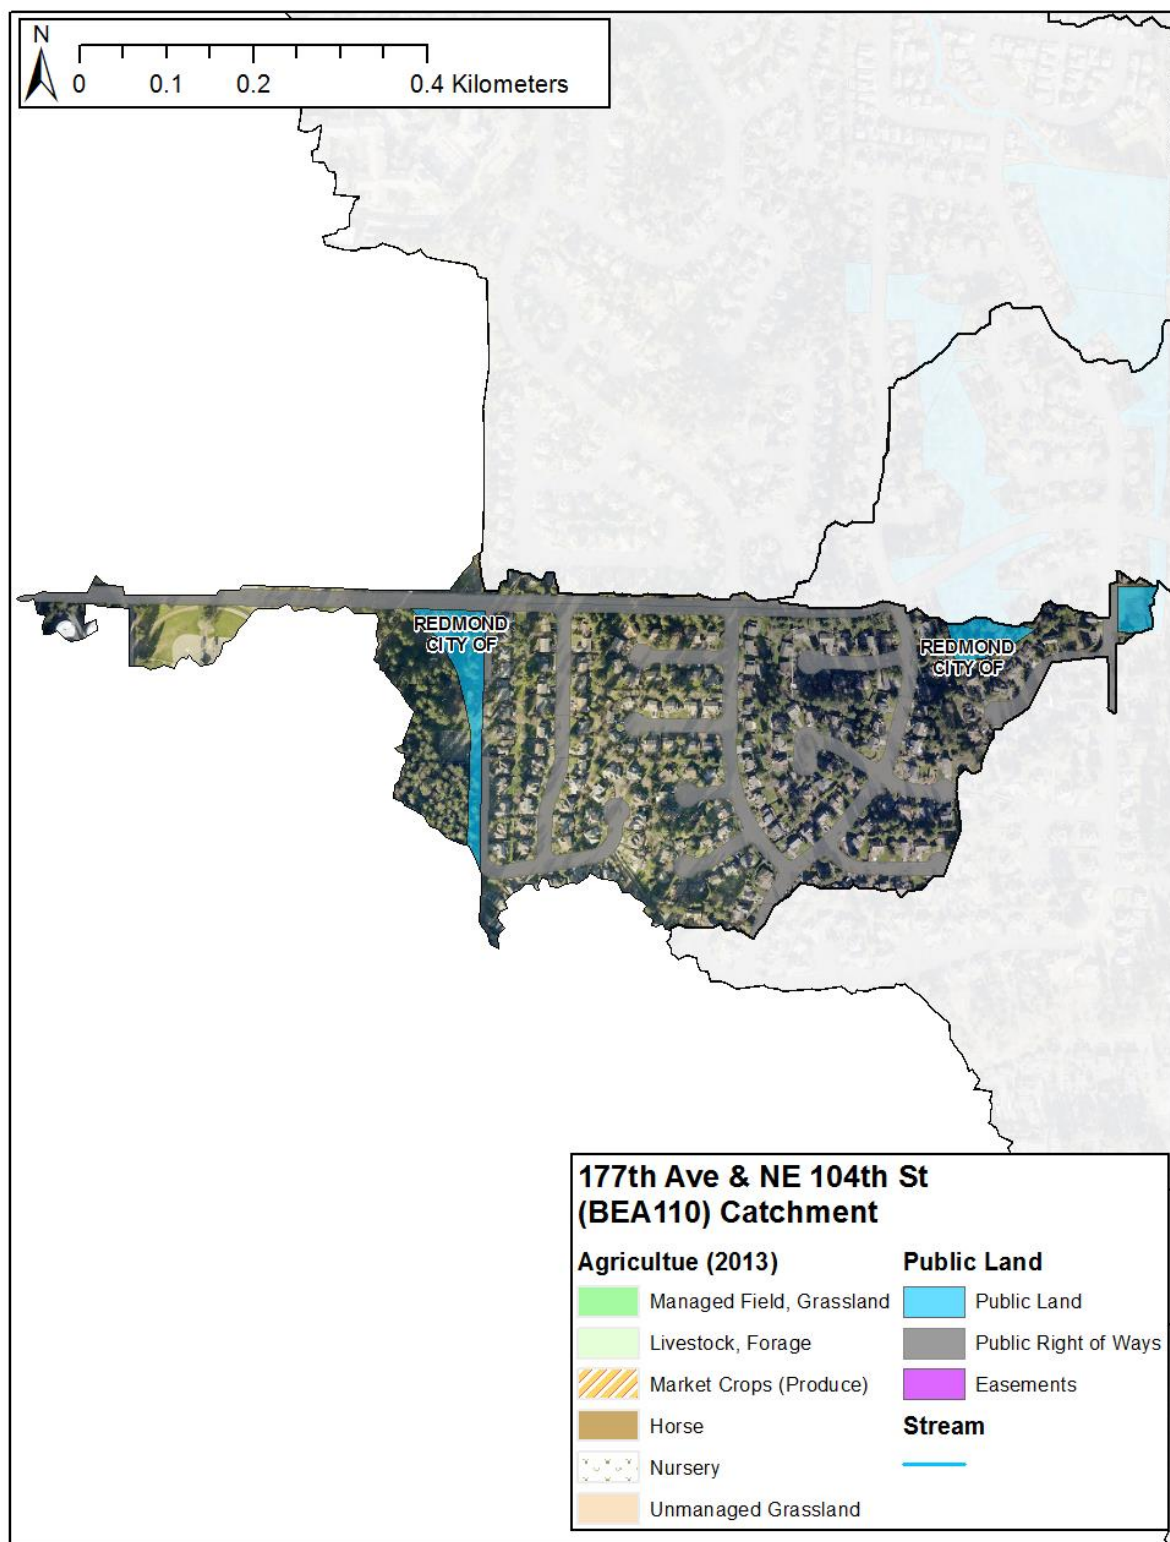 N
0 0.1 0.2 0.4 Kilometers
REDMOND
CITY OF
REDMOND
CITY OF
177th Ave & NE 104th St
(BEA110) Catchment
Agricultue (2013)
Managed Field, Grassland
Livestock, Forage
Market Crops (Produce)
Horse
Nursery
Unmanaged Grassland
Public Land
Public Land
Public Right of Ways
Easements
Stream